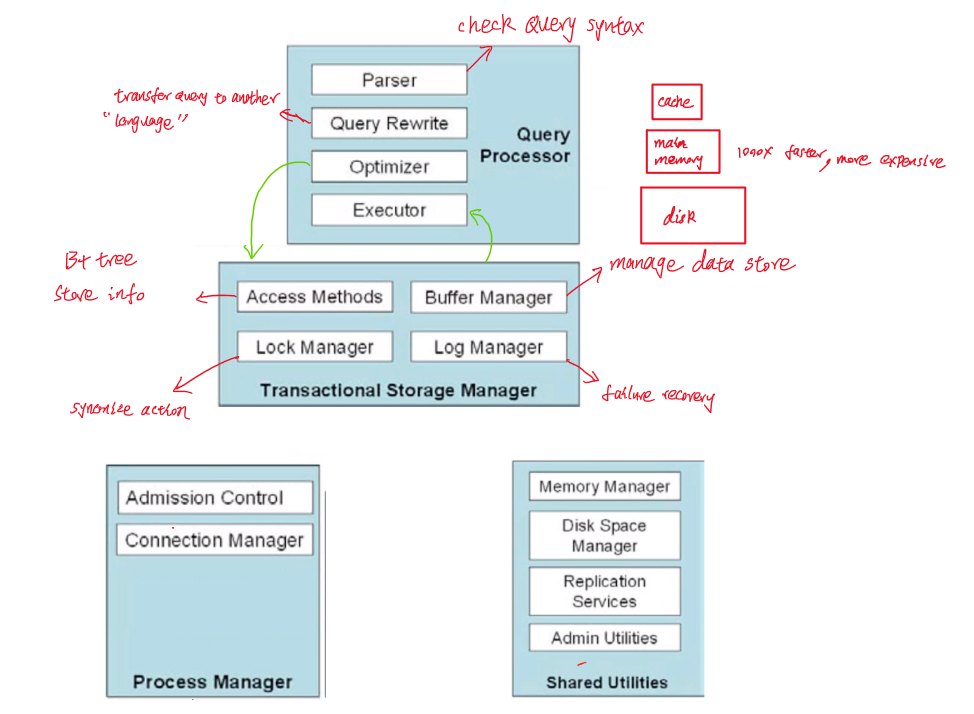 check Query syntax
Parser
transfer query to another
"language"
Query Rewrite
Query
Processor
Optimizer
Executor
cache
main
memory
1000x faster, more expensive
disk
B+ tree
store info
manage data store
Access Methods
Buffer Manager
Lock Manager
Log Manager
Transactional Storage Manager
synconize action
failure recovery
Admission Control
Connection Manager
Process Manager
Memory Manager
Disk Space
Manager
Replication
Services
Admin Utilities
Shared Utilities